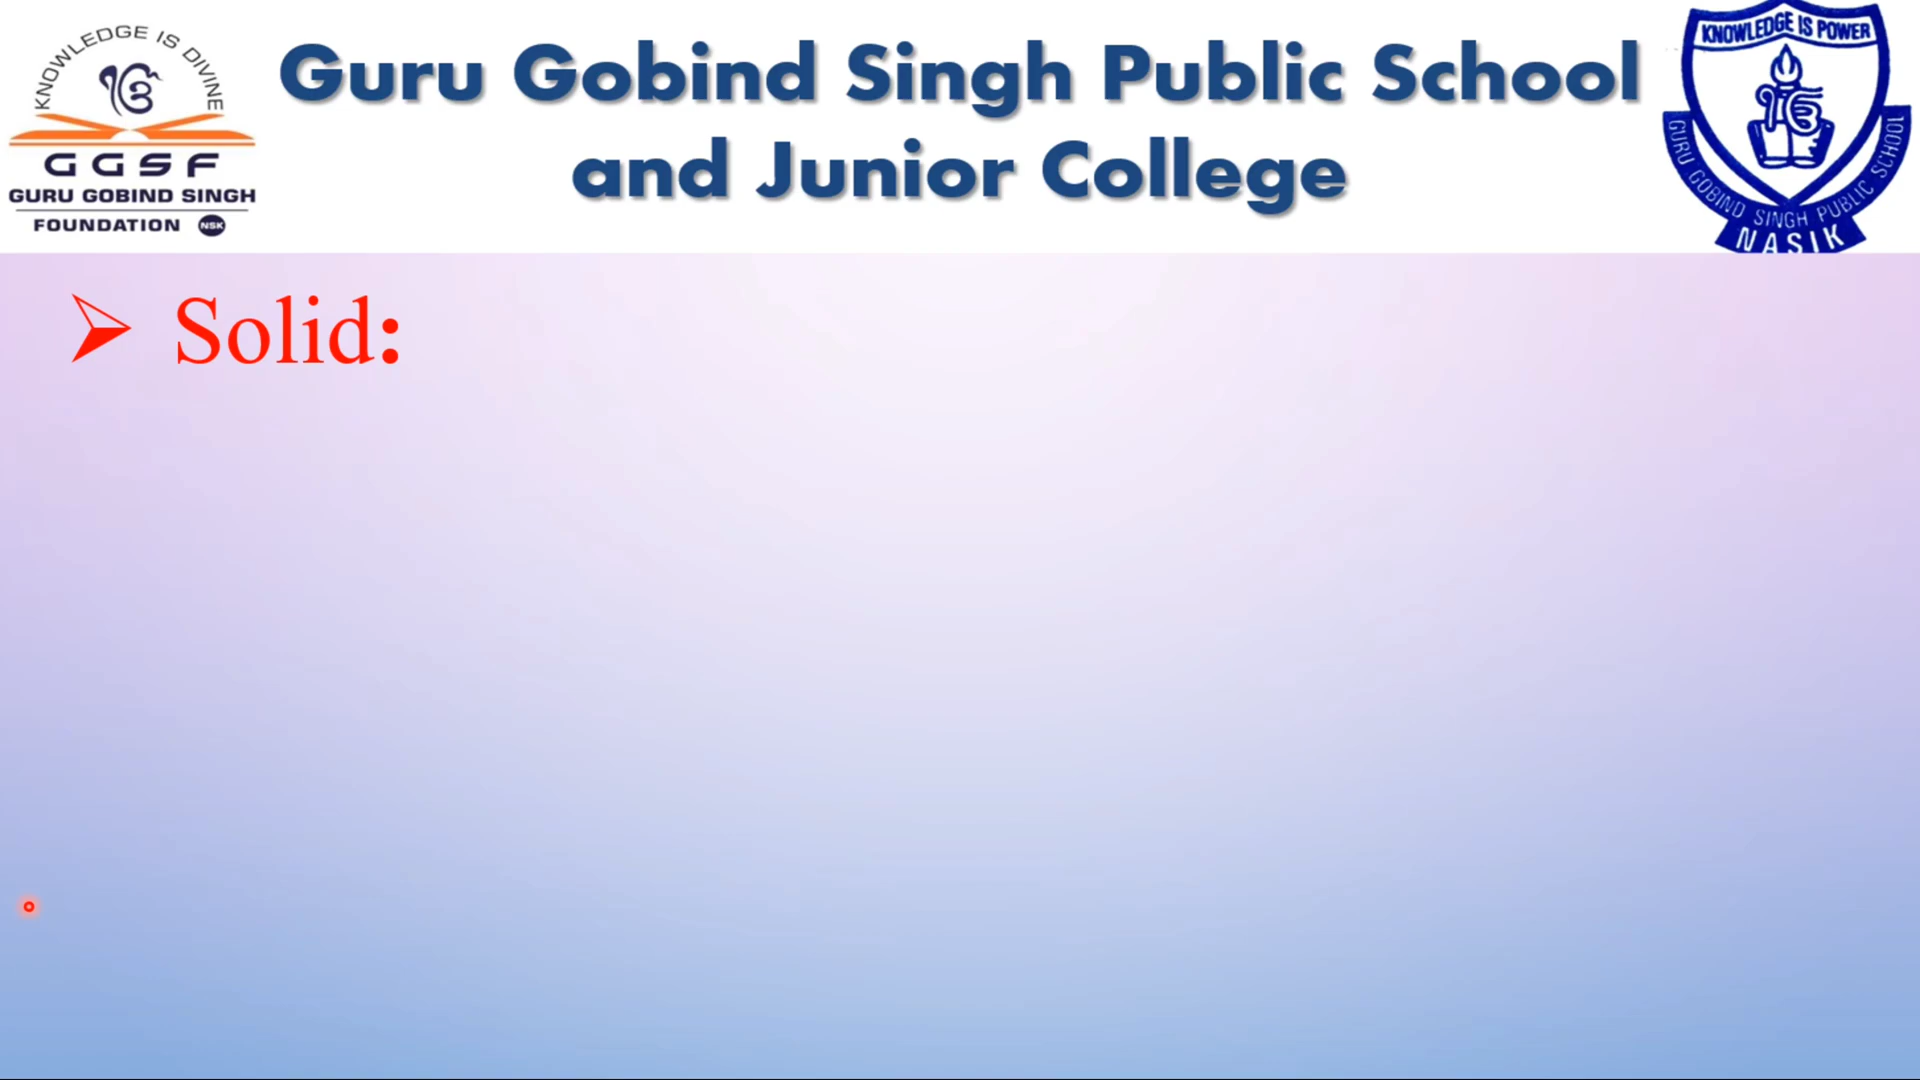 KNOWLEDGE IS DIVINE
ੴ
GGSF
GURU GOBIND SINGH
FOUNDATION NSK
Guru Gobind Singh Public School
and Junior College
KNOWLEDGE IS POWER
ੴ
GURU GOBIND SINGH PUBLIC SCHOOL
NASIK
➢ Solid: